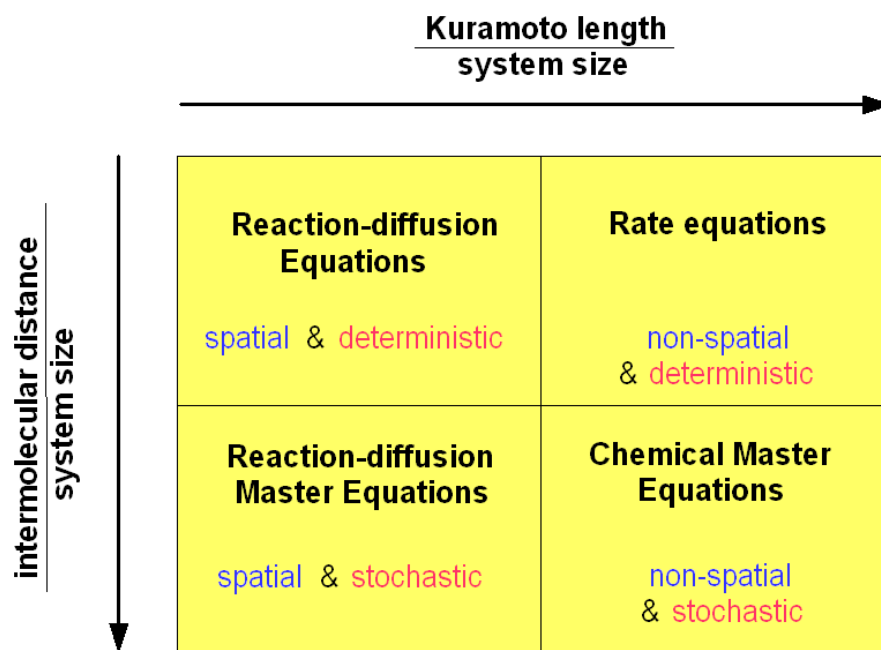 Kuramoto length
system size
intermolecular distance
system size
Reaction-diffusion
Equations
spatial & deterministic
Rate equations
non-spatial
& deterministic
Reaction-diffusion
Master Equations
spatial & stochastic
Chemical Master
Equations
non-spatial
& stochastic